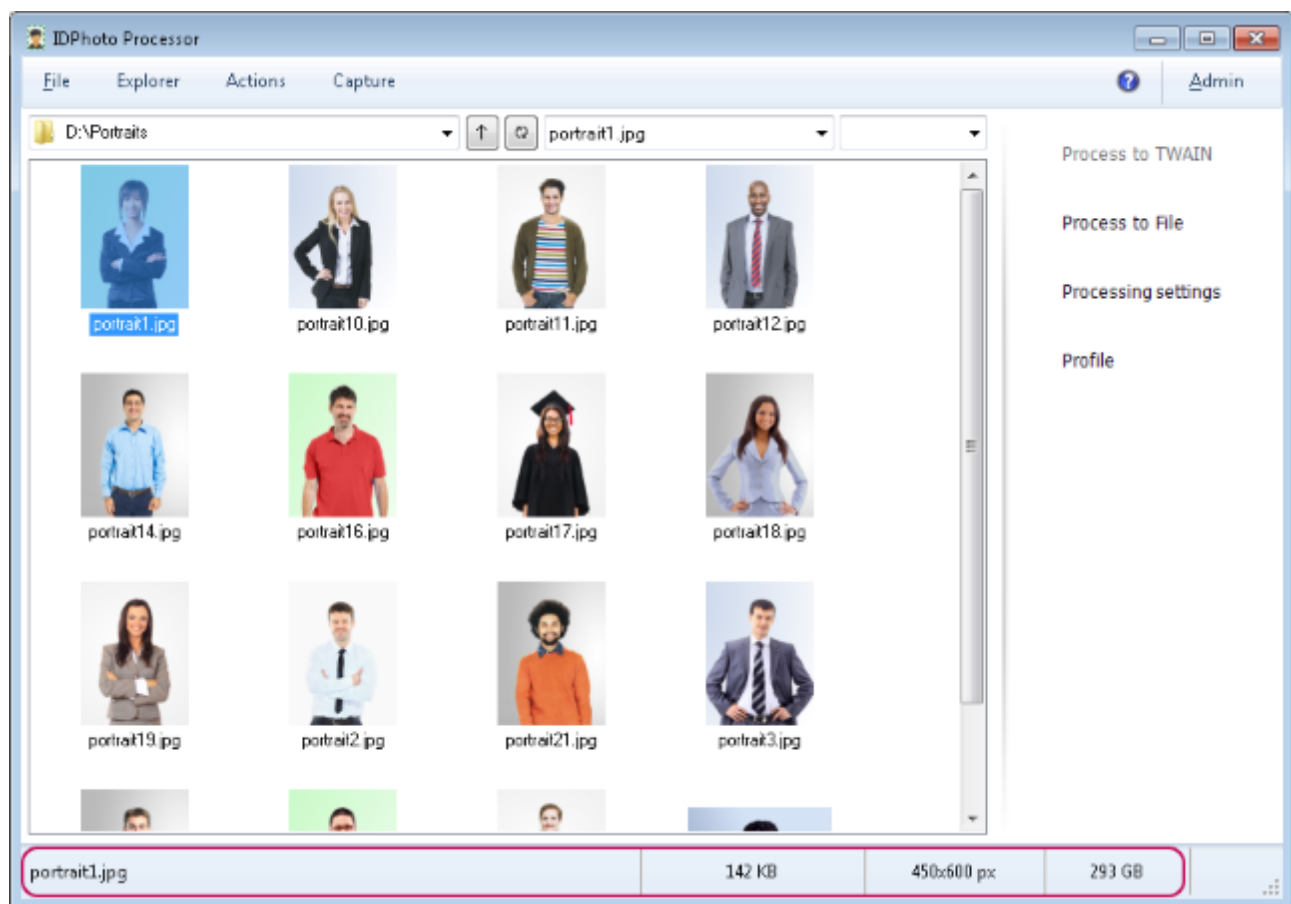 IDPhoto Processor
File Explorer Actions Capture Admin
D:\Portraits portrait1.jpg
Process to TWAIN
Process to File
Processing settings
Profile
portrait1.jpg portrait10.jpg portrait11.jpg portrait12.jpg
portrait14.jpg portrait16.jpg portrait17.jpg portrait18.jpg
portrait19.jpg portrait2.jpg portrait21.jpg portrait3.jpg
portrait1.jpg 142 KB 450x600 px 293 GB